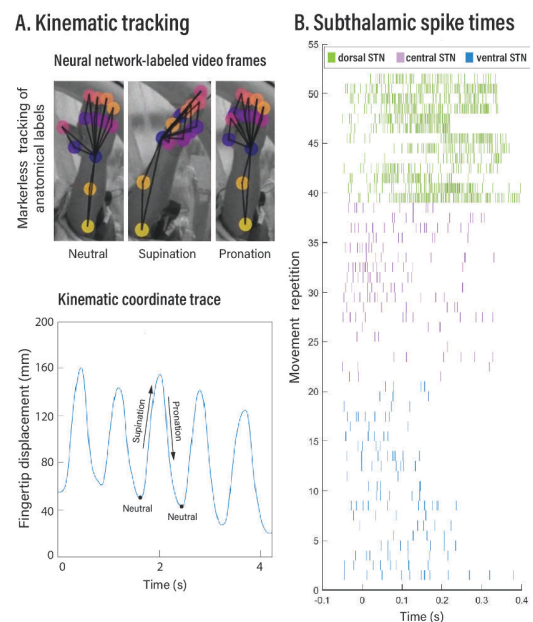 A. Kinematic tracking
Neural network-labeled video frames
Markerless tracking of
anatomical labels
Neutral
Supination
Pronation
Kinematic coordinate trace
Fingertip displacement (mm)
200
160
120
80
40
0
Supination
Pronation
Neutral
Neutral
0
2
4
Time (s)
B. Subthalamic spike times
dorsal STN
central STN
ventral STN
Movement repetition
55
50
45
40
35
30
25
20
15
10
5
0
-0.1
0
0.1
0.2
0.3
0.4
Time (s)